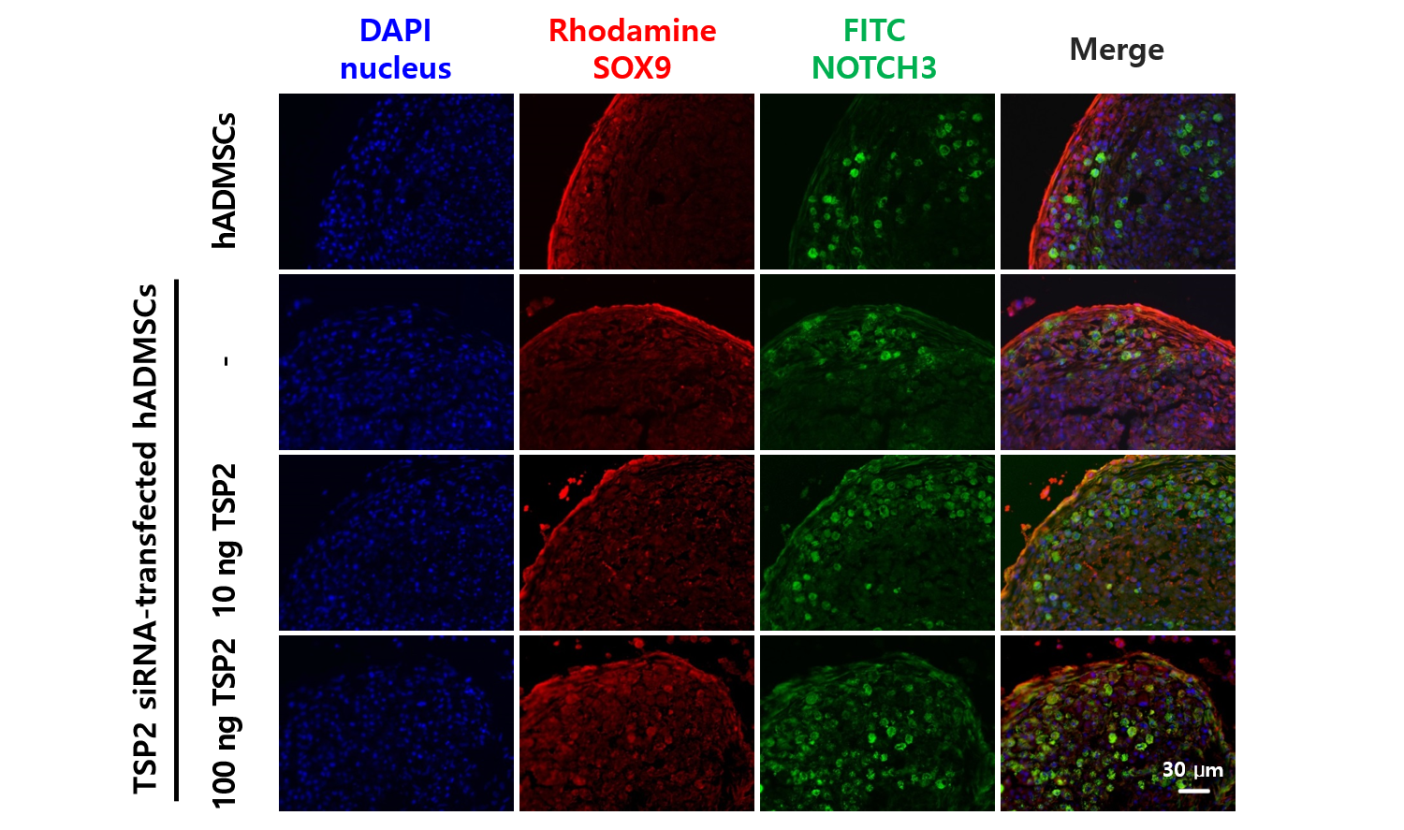 DAPI
nucleus
Rhodamine
SOX9
FITC
NOTCH3
Merge
hADMSCs
TSP2 siRNA-transfected hADMSCs
-
10 ng TSP2
100 ng TSP2
30 μm